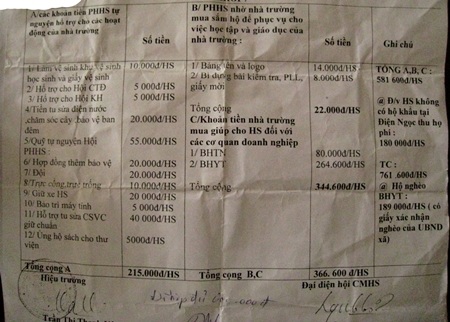 A/các khoản tiền PHHS tự
nguyện hỗ trợ cho các hoạt
động của nhà trường
Số tiền
1/ Làm vệ sinh khu vệ sinh
học sinh và giấy vệ sinh
10.000đ/HS
2/ Hỗ trợ cho Hội CTĐ
5 000đ/HS
3/ Hỗ trợ cho Hội KH
5 000đ/HS
4/ Tiền tu sửa điện nước,
chăm sóc cây, bảo vệ ban
đêm
20.000đ/HS
5/ Quỹ tự nguyện Hội
PHHS :
55.000đ/HS
6/ Hợp đồng thêm bảo vệ
20.000đ/HS
7/ Đội
20.000đ/HS
8/Trực cổng, trực trống
10.000đ/HS
9/ Giữ xe HS
20 000đ/HS
10/ Bảo trì máy tính
5 000đ/HS
11/ Hỗ trợ tu sửa CSVC
giữ chuẩn
40 000đ/HS
12/ Ủng hộ sách cho thư
viện
5000đ/HS
Tổng cộng A
215.000đ/HS
Hiệu trưởng
Trần Thị
B/ PHHS nhờ nhà trường
mua sắm hộ để phục vụ cho
việc học tập và giáo dục của
nhà trường :
Số tiền
1/ Bảng tên và logo
14.000đ/HS
2/ Bì đựng bài kiểm tra, PLL,
giấy mời
8.000đ/HS
Tổng cộng
22.000đ/HS
C/Khoản tiền nhà trường
mua giúp cho HS đối với
các cơ quan doanh nghiệp
1/ BHTN
80.000đ/HS
2/ BHYT
264.600đ/HS
Tổng cộng
344.600đ/HS
Tổng cộng B,C
366. 600 đ/HS
Đại diện hội CMHS
Ghi chú
TỔNG A,B, C :
581 600đ/HS
@ Đ/v HS không
có hộ khẩu tại
Điện Ngọc thu họ
phí :
180 000đ/HS
TC :
761 .600đ/HS
@ Hộ nghèo
BHYT :
189 000đ/HS ( có
giấy xác nhận
nghèo của UBND
xã)